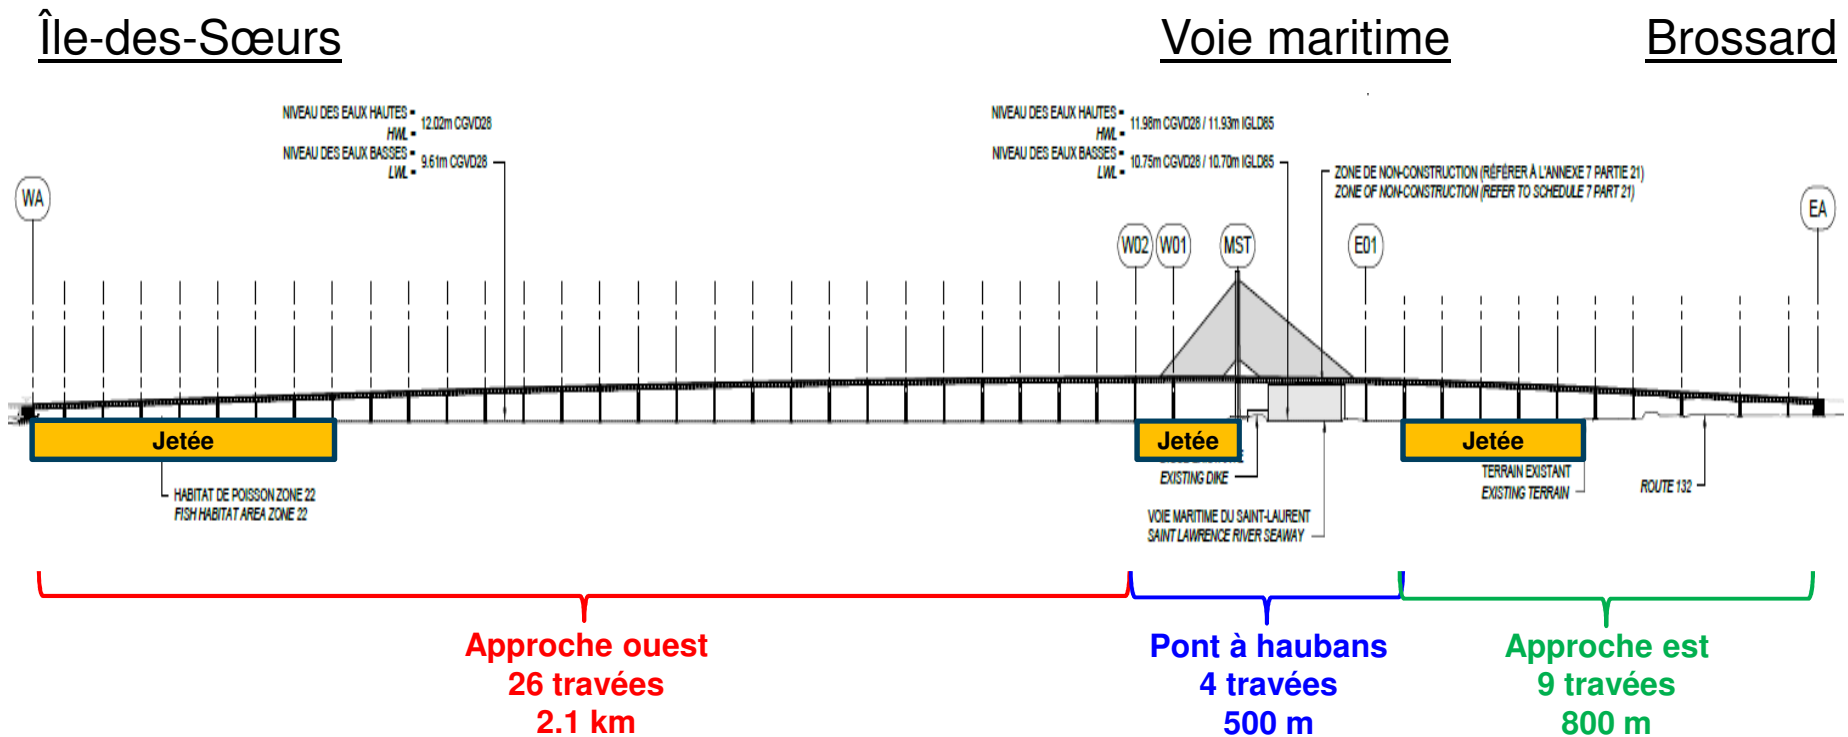 Île-des-Sœurs
Voie maritime
Brossard
NIVEAU DES EAUX HAUTES =
HWL =
12.02m CGVD28
NIVEAU DES EAUX BASSES =
LWL =
9.61m CGVD28
NIVEAU DES EAUX HAUTES =
HWL =
11.98m CGVD28 / 11.93m IGLD85
NIVEAU DES EAUX BASSES =
LWL =
10.75m CGVD28 / 10.70m IGLD85
ZONE DE NON-CONSTRUCTION (RÉFÉRER À L'ANNEXE 7 PARTIE 21)
ZONE OF NON-CONSTRUCTION (REFER TO SCHEDULE 7 PART 21)
WA
W02
W01
MST
E01
EA
Jetée
Jetée
Jetée
EXISTING DIKE
TERRAIN EXISTANT
EXISTING TERRAIN
ROUTE 132
HABITAT DE POISSON ZONE 22
FISH HABITAT AREA ZONE 22
VOIE MARITIME DU SAINT-LAURENT
SAINT LAWRENCE RIVER SEAWAY
Approche ouest
26 travées
2.1 km
Pont à haubans
4 travées
500 m
Approche est
9 travées
800 m